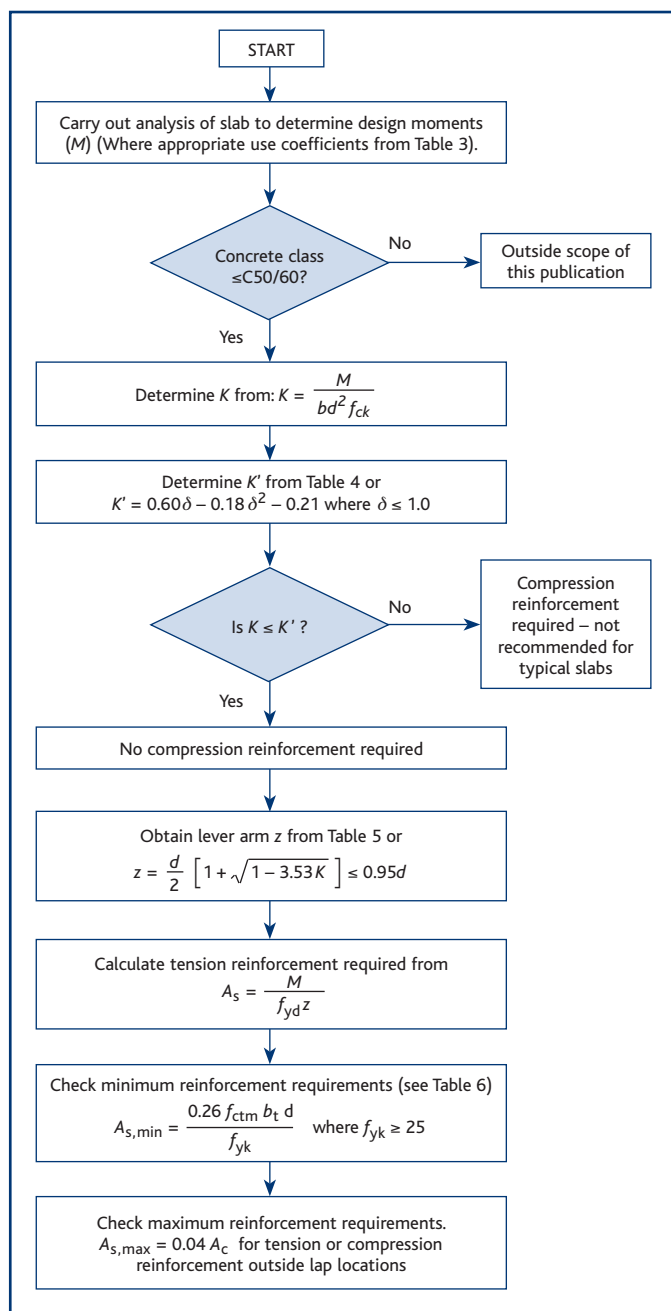 START
Carry out analysis of slab to determine design moments
(M) (Where appropriate use coefficients from Table 3).
Concrete class
≤C50/60?
No
Outside scope of
this publication
Yes
Determine K from: K = M / bd² fck
Determine K’ from Table 4 or
K’ = 0.60δ – 0.18 δ² – 0.21 where δ ≤ 1.0
Is K ≤ K’ ?
No
Compression
reinforcement
required – not
recommended for
typical slabs
Yes
No compression reinforcement required
Obtain lever arm z from Table 5 or
z = d/2 [1 + √(1 – 3.53K)] ≤ 0.95d
Calculate tension reinforcement required from
As = M / fyd z
Check minimum reinforcement requirements (see Table 6)
As,min = 0.26 fctm bt d / fyk where fyk ≥ 25
Check maximum reinforcement requirements.
As,max = 0.04 Ac for tension or compression
reinforcement outside lap locations